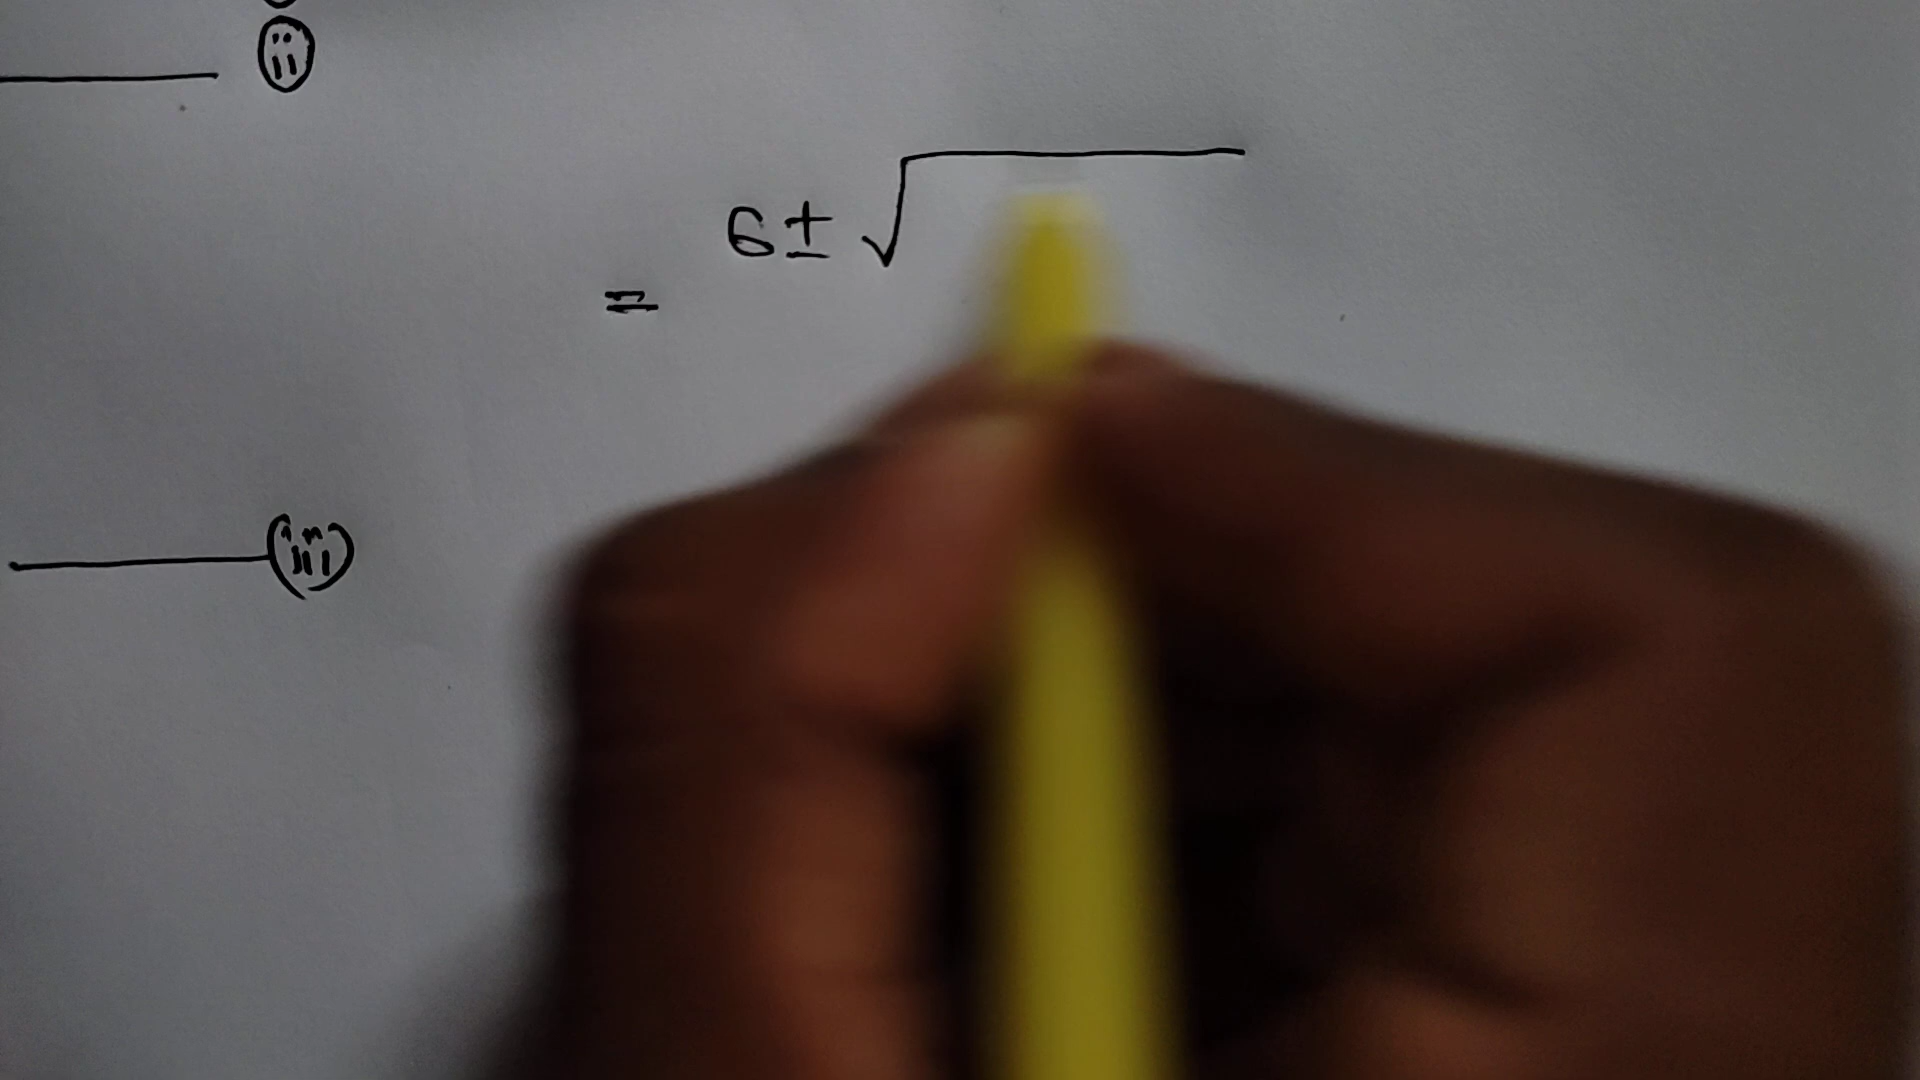 (ii)
= 6 ± √
(iii)